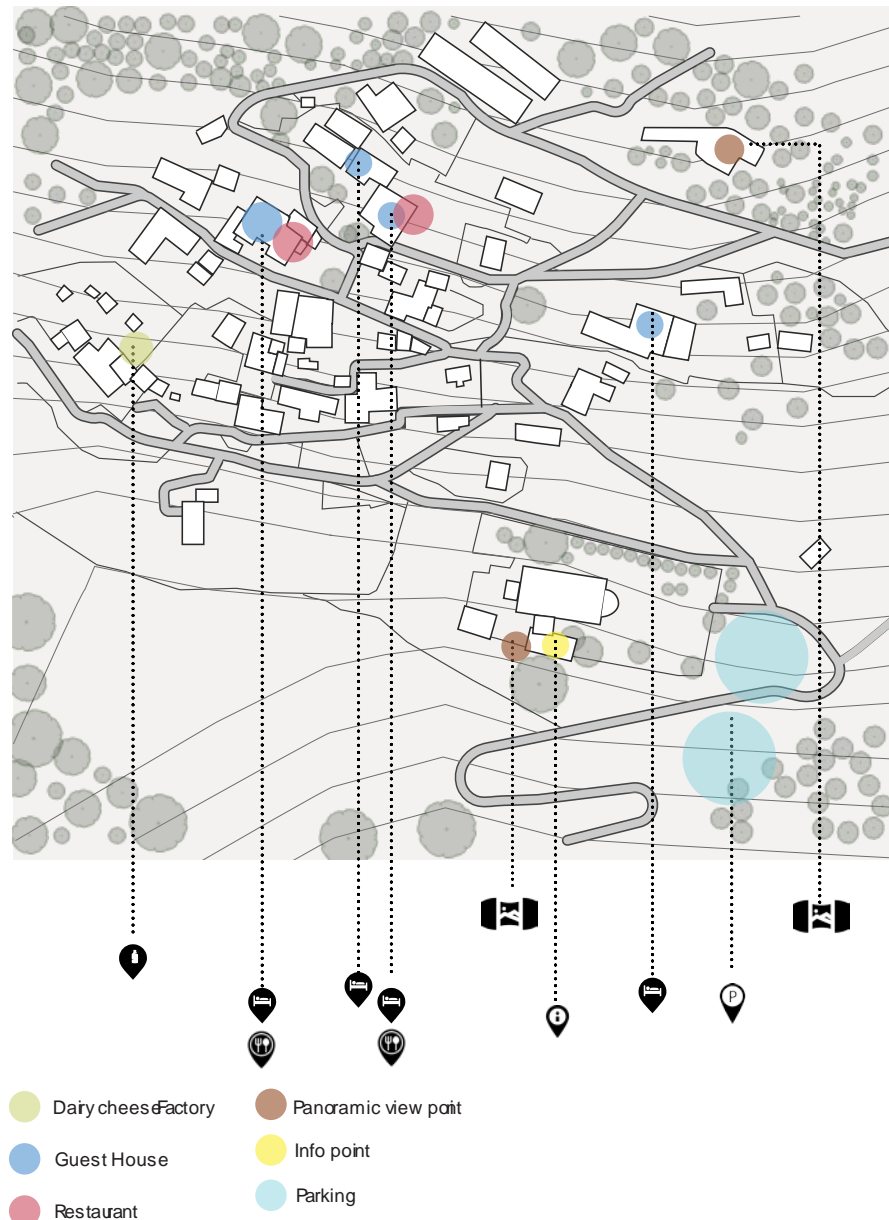 P
Dairy cheese Factory
Guest House
Restaurant
Panoramic view point
Info point
Parking